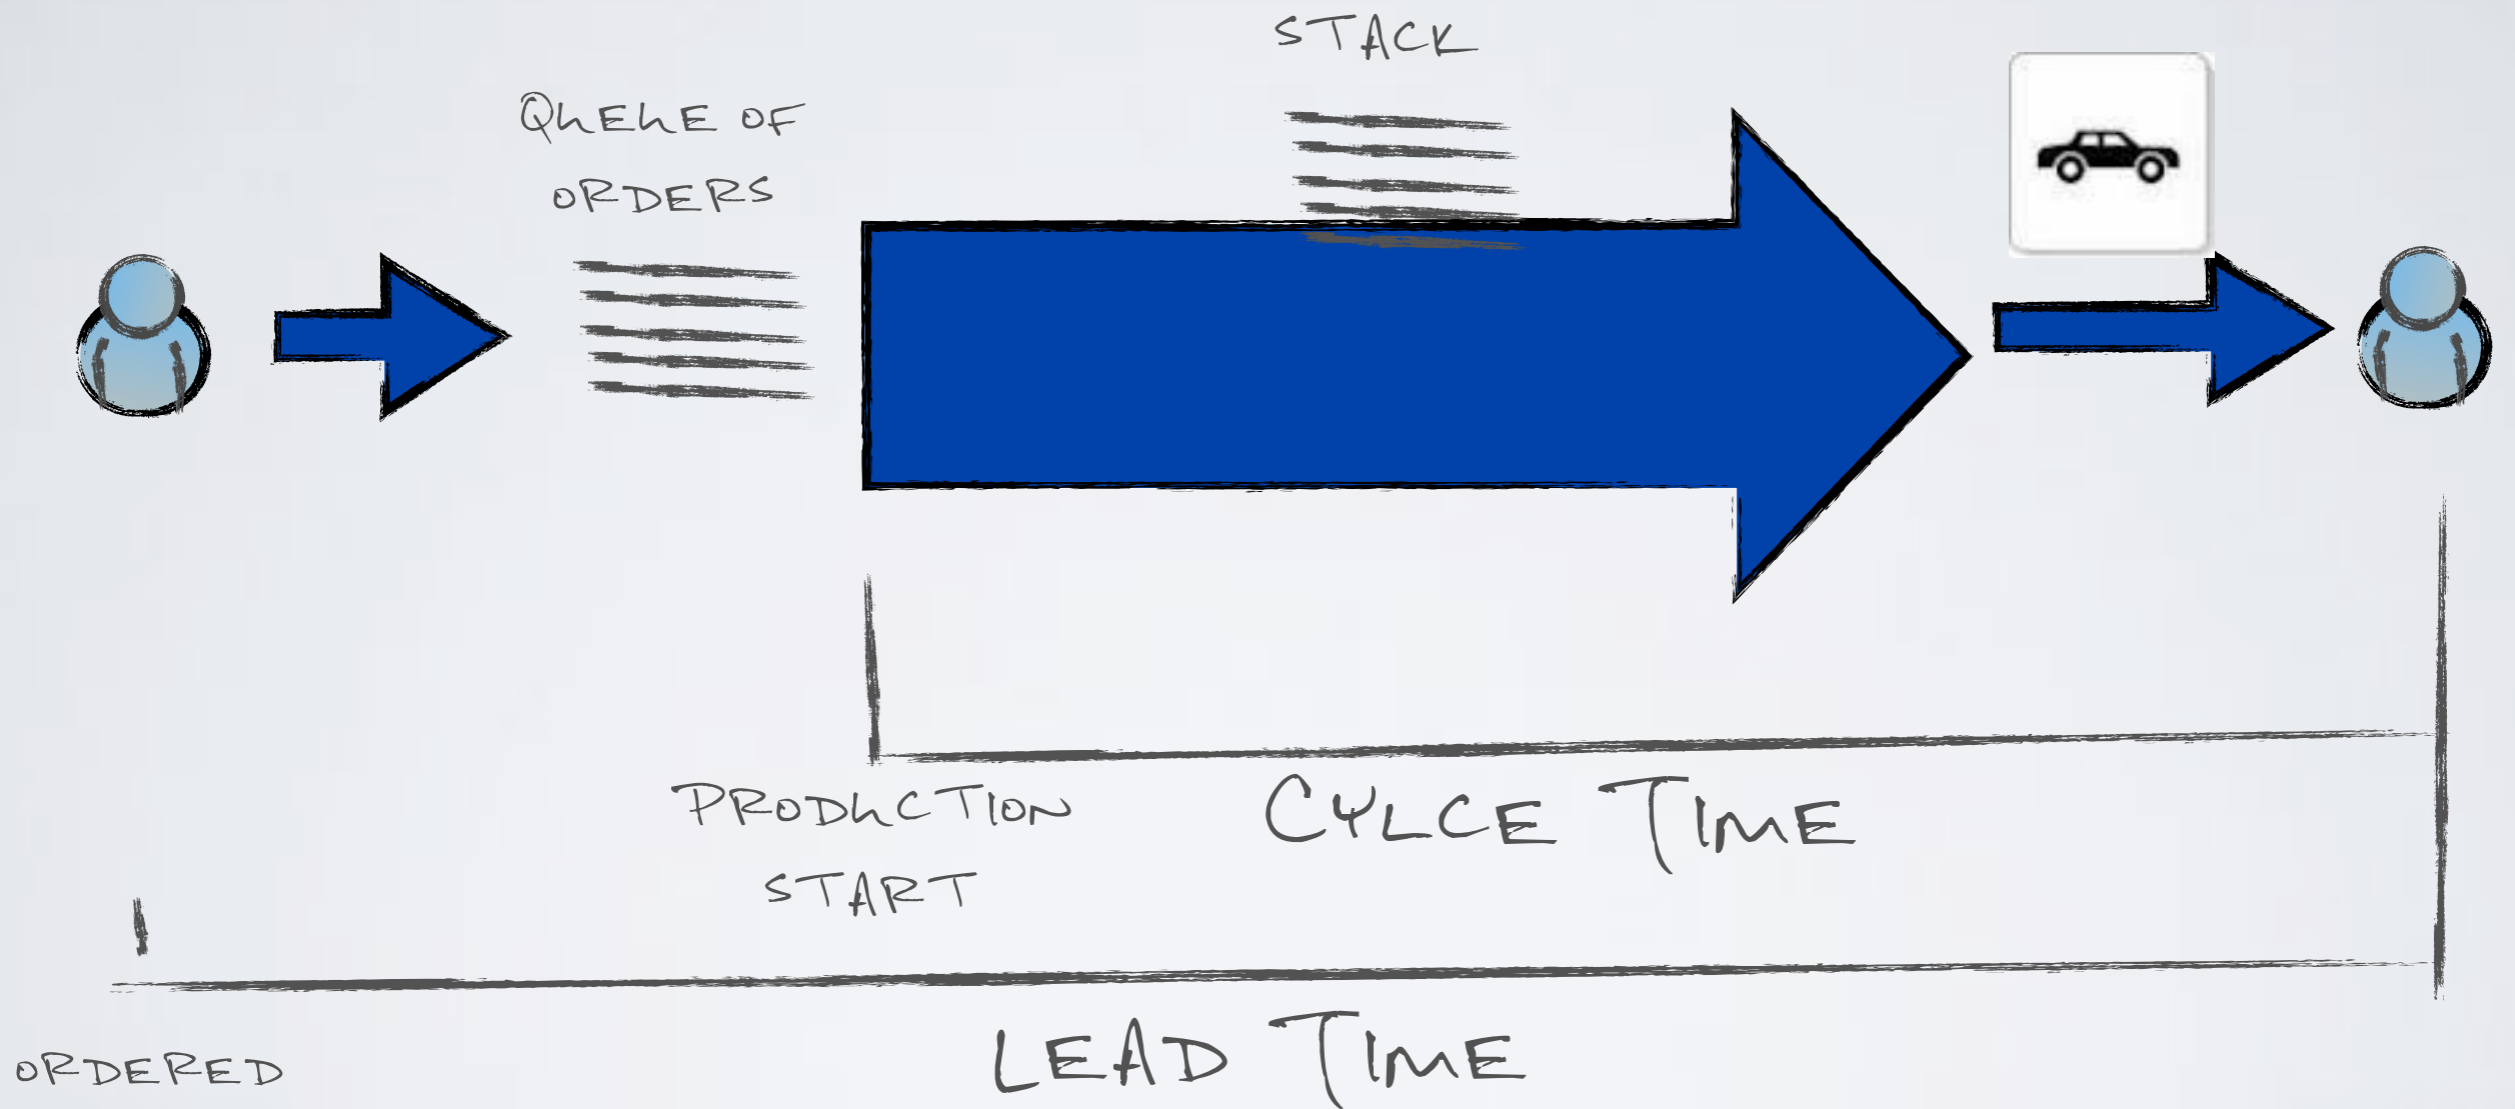 STACK
QUEUE OF
ORDERS
PRODUCTION
START
CYLCE TIME
LEAD TIME
ORDERED